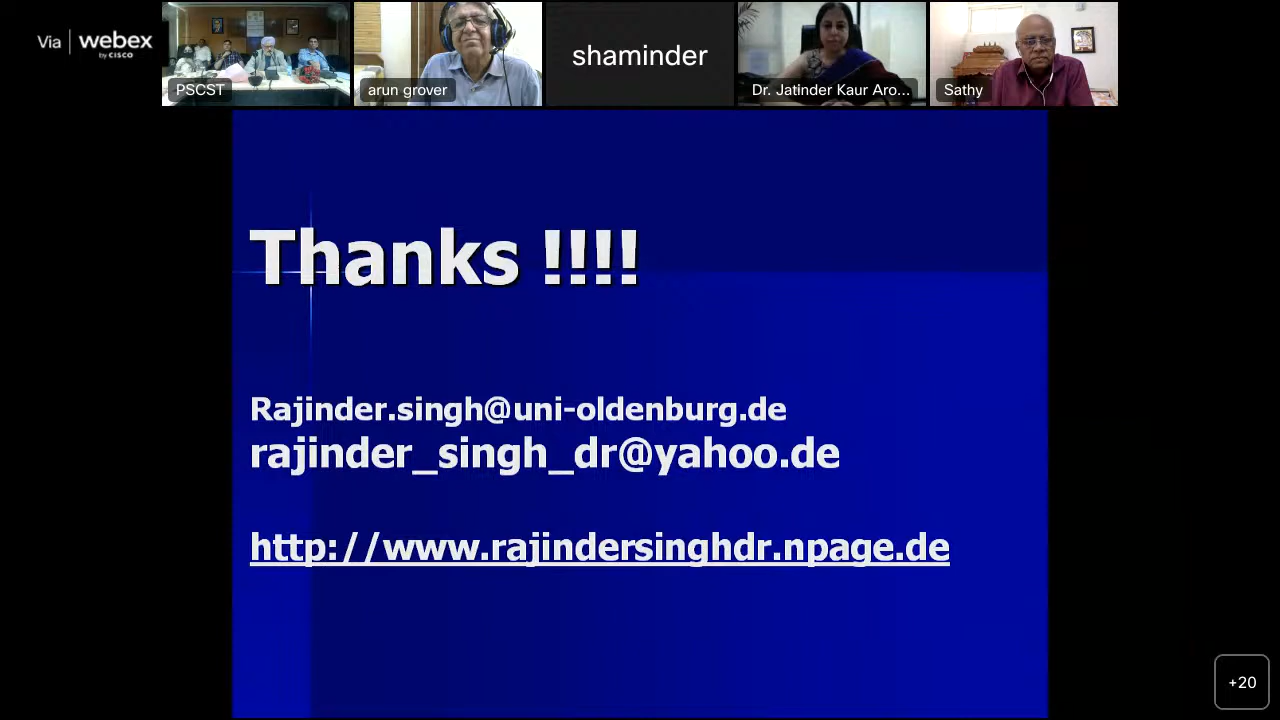 Via | webex
by CISCO
PSCST
arun grover
shaminder
Dr. Jatinder Kaur Aro...
Sathy
Thanks !!!!
Rajinder.singh@uni-oldenburg.de
rajinder_singh_dr@yahoo.de
http://www.rajindersinghdr.npage.de
+20